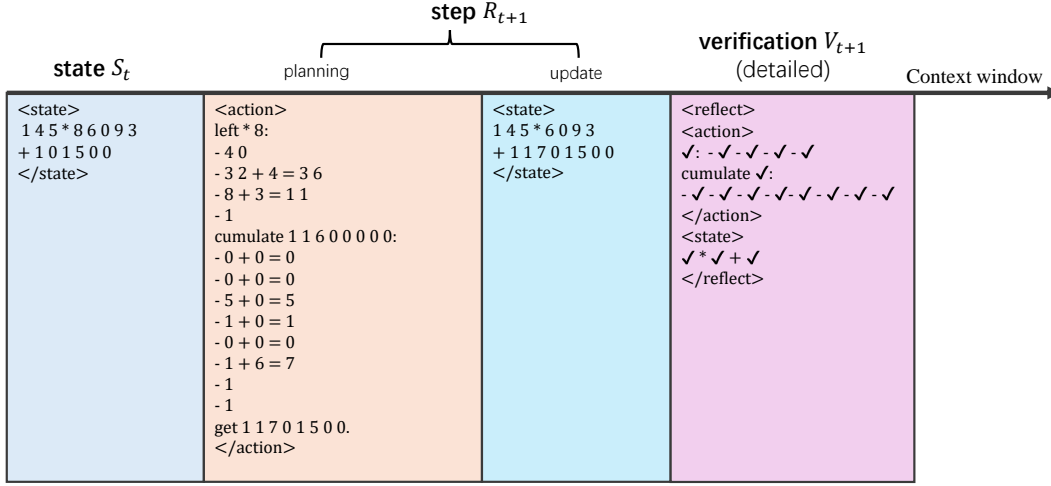 step R_{t+1}
state S_t
planning
update
verification V_{t+1}
(detailed)
Context window
<state>
1 4 5 * 8 6 0 9 3
+ 1 0 1 5 0 0
</state>
<action>
left * 8:
- 4 0
- 3 2 + 4 = 3 6
- 8 + 3 = 1 1
- 1
cumulate 1 1 6 0 0 0 0 0:
- 0 + 0 = 0
- 0 + 0 = 0
- 5 + 0 = 5
- 1 + 0 = 1
- 0 + 0 = 0
- 1 + 6 = 7
- 1
- 1
get 1 1 7 0 1 5 0 0.
</action>
<state>
1 4 5 * 6 0 9 3
+ 1 1 7 0 1 5 0 0
</state>
<reflect>
<action>
✓: - ✓ - ✓ - ✓ - ✓
cumulate ✓:
- ✓ - ✓ - ✓ - ✓ - ✓ - ✓ - ✓ - ✓
</action>
<state>
✓ * ✓ + ✓
</reflect>